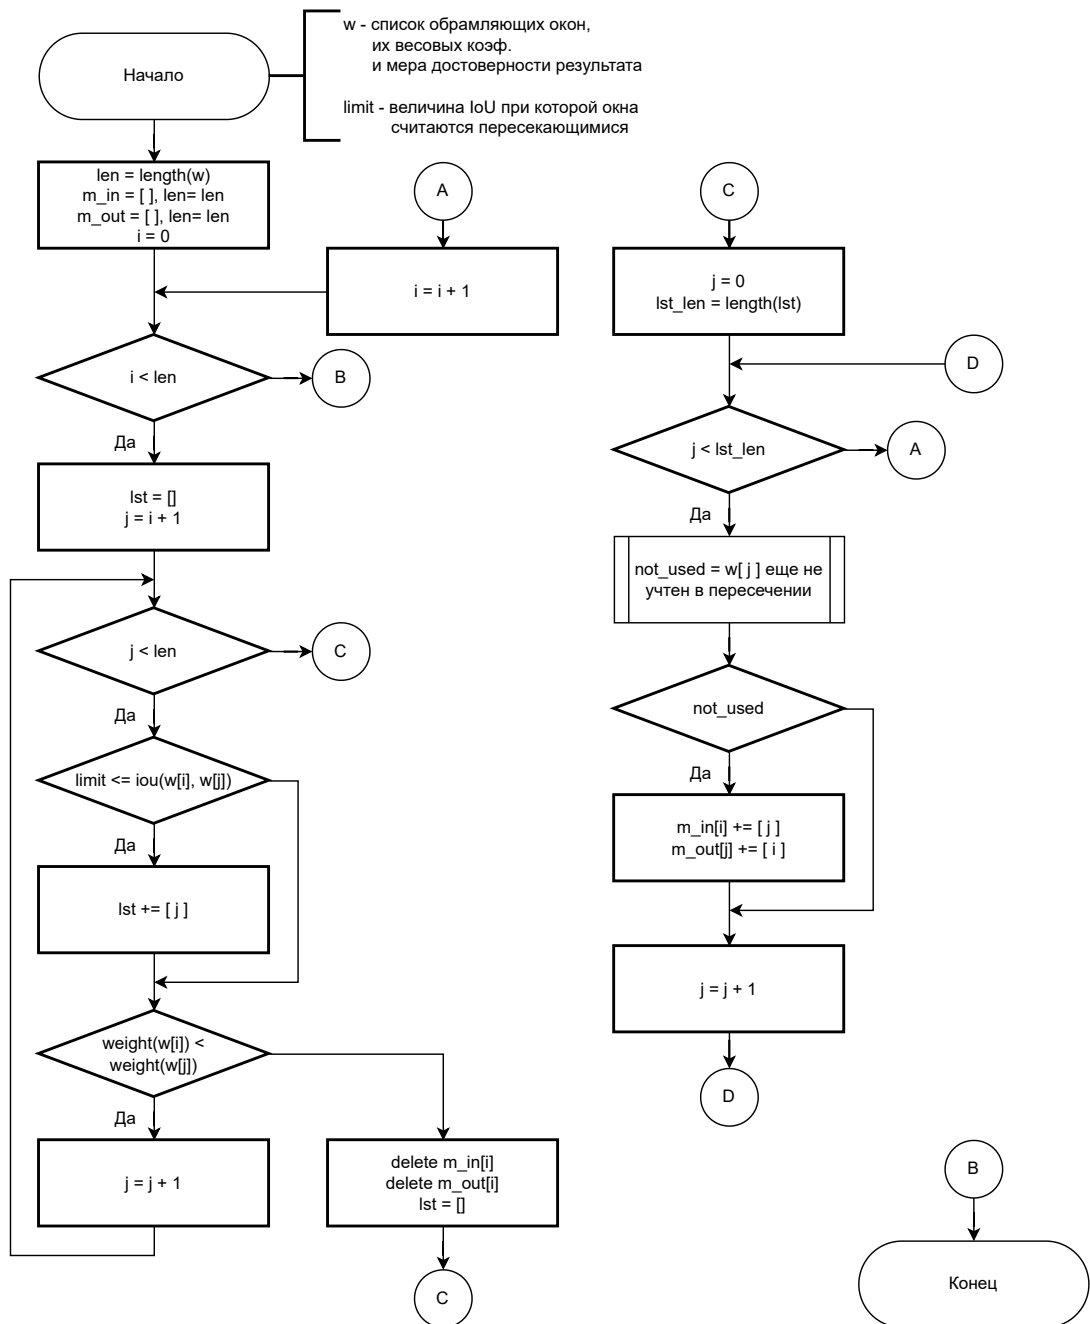 Начало
w - список обрамляющих окон,
их весовых коэф.
и мера достоверности результата
limit - величина IoU при которой окна
считаются пересекающимися
len = length(w)
m_in = [ ], len= len
m_out = [ ], len= len
i = 0
A
i = i + 1
i < len
B
Да
lst = []
j = i + 1
j < len
C
Да
limit <= iou(w[i], w[j])
Да
lst += [ j ]
weight(w[i]) <
weight(w[j])
Да
j = j + 1
delete m_in[i]
delete m_out[i]
lst = []
C
C
j = 0
lst_len = length(lst)
D
j < lst_len
A
Да
not_used = w[ j ] еще не
учтен в пересечении
not_used
Да
m_in[i] += [ j ]
m_out[j] += [ i ]
j = j + 1
D
B
Конец